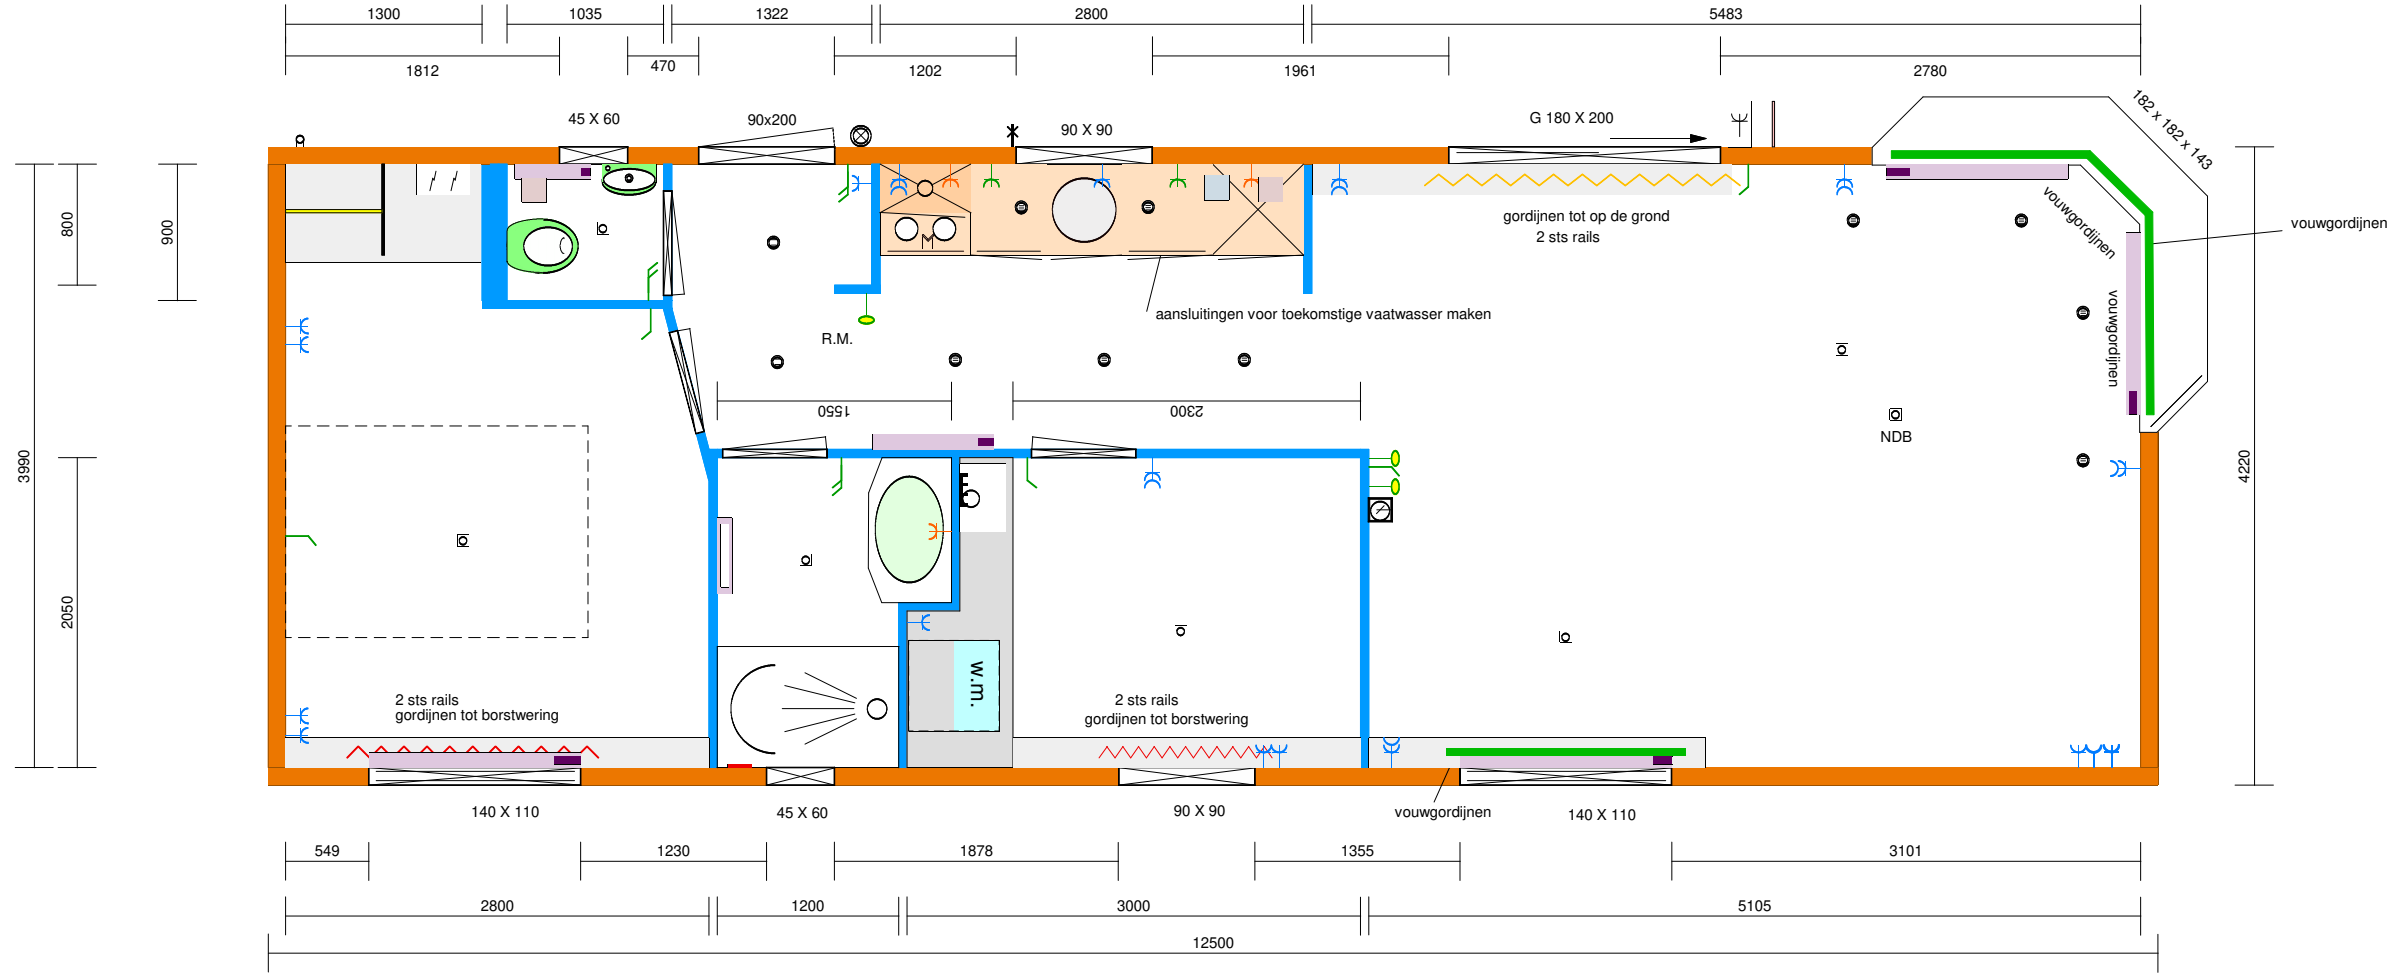 1300
1035
1322
2800
5483
1812
470
1202
1961
2780
45 X 60
90x200
90 X 90
G 180 X 200
182 x 182 x 143
800
900
3990
2050
4220
gordijnen tot op de grond
2 sts rails
vouwgordijnen
vouwgordijnen
vouwgordijnen
M
aansluitingen voor toekomstige vaatwasser maken
R.M.
1550
2300
NDB
w.m.
2 sts rails
gordijnen tot borstwering
2 sts rails
gordijnen tot borstwering
140 X 110
45 X 60
90 X 90
vouwgordijnen
140 X 110
549
1230
1878
1355
3101
2800
1200
3000
5105
12500